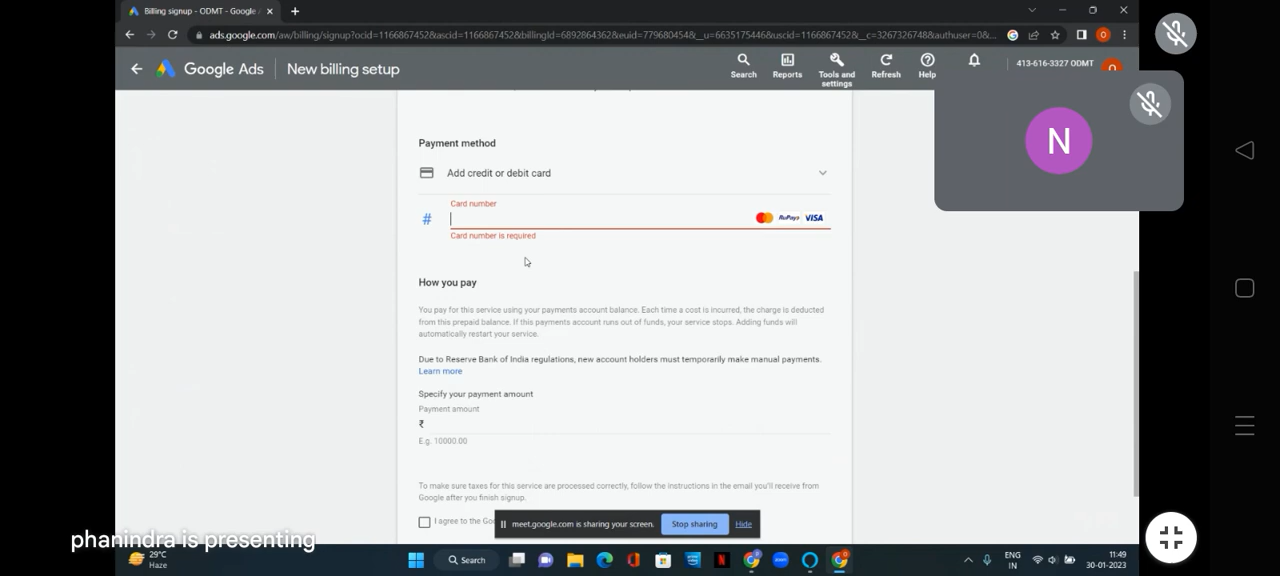 Billing signup - ODMT - Google
ads.google.com/aw/billing/signup?ocid=1166867452&ascid=1166867452&billingId=6892864362&euid=779680454&__u=6635175446&uscid=1166867452&__c=3267326748&authuser=0&...
Google Ads
New billing setup
Search
Reports
Tools and
settings
Refresh
Help
413-616-3327 ODMT
N
Payment method
Add credit or debit card
Card number
#
RuPay
VISA
Card number is required
How you pay
You pay for this service using your payments account balance. Each time a cost is incurred, the charge is deducted
from this prepaid balance. If this payments account runs out of funds, your service stops. Adding funds will
automatically restart your service.
Due to Reserve Bank of India regulations, new account holders must temporarily make manual payments.
Learn more
Specify your payment amount
Payment amount
₹
E.g. 10000.00
To make sure taxes for this service are processed correctly, follow the instructions in the email you'll receive from
Google after you finish signup.
I agree to the Goo
meet.google.com is sharing your screen.
Stop sharing
Hide
phanindra is presenting
29°C
Haze
Search
ENG
IN
11:49
30-01-2023